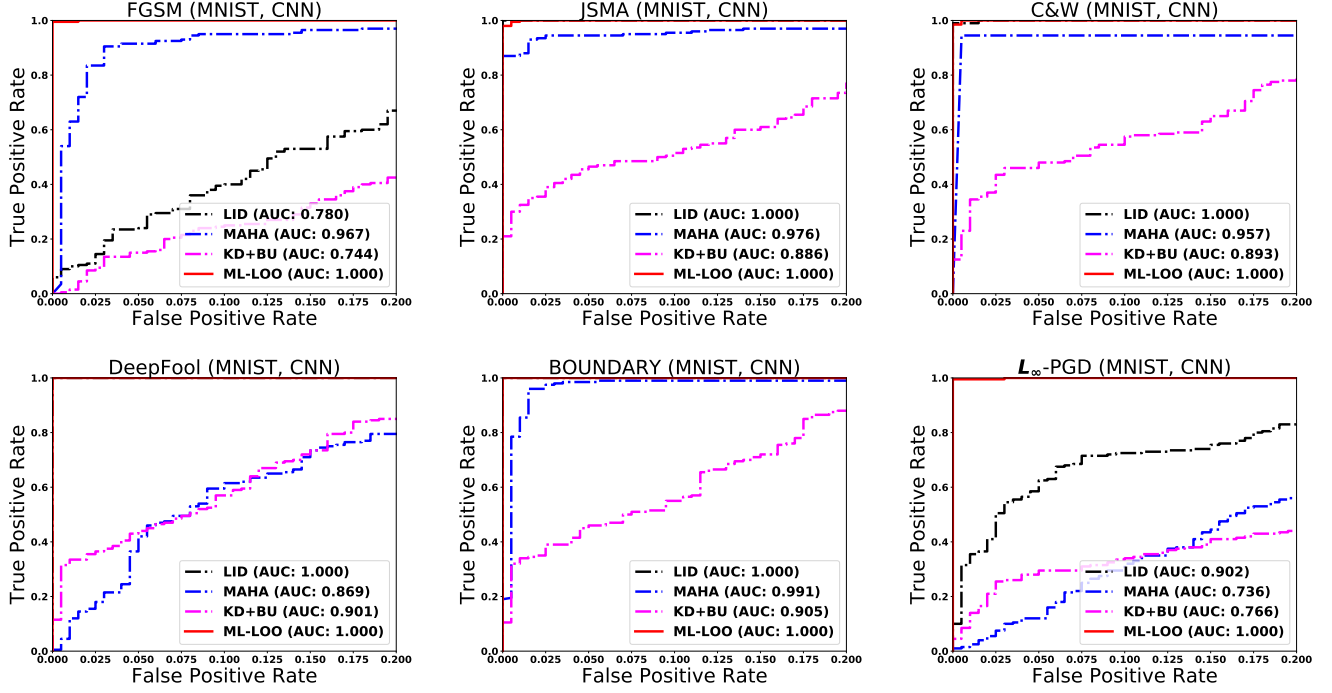 FGSM (MNIST, CNN)
True Positive Rate
1.0
0.8
0.6
0.4
0.2
0.0
LID (AUC: 0.780)
MAHA (AUC: 0.967)
KD+BU (AUC: 0.744)
ML-LOO (AUC: 1.000)
0.000 0.025 0.050 0.075 0.100 0.125 0.150 0.175 0.200
False Positive Rate
JSMA (MNIST, CNN)
True Positive Rate
1.0
0.8
0.6
0.4
0.2
0.0
LID (AUC: 1.000)
MAHA (AUC: 0.976)
KD+BU (AUC: 0.886)
ML-LOO (AUC: 1.000)
0.000 0.025 0.050 0.075 0.100 0.125 0.150 0.175 0.200
False Positive Rate
C&W (MNIST, CNN)
True Positive Rate
1.0
0.8
0.6
0.4
0.2
0.0
LID (AUC: 1.000)
MAHA (AUC: 0.957)
KD+BU (AUC: 0.893)
ML-LOO (AUC: 1.000)
0.000 0.025 0.050 0.075 0.100 0.125 0.150 0.175 0.200
False Positive Rate
DeepFool (MNIST, CNN)
True Positive Rate
1.0
0.8
0.6
0.4
0.2
0.0
LID (AUC: 1.000)
MAHA (AUC: 0.869)
KD+BU (AUC: 0.901)
ML-LOO (AUC: 1.000)
0.000 0.025 0.050 0.075 0.100 0.125 0.150 0.175 0.200
False Positive Rate
BOUNDARY (MNIST, CNN)
True Positive Rate
1.0
0.8
0.6
0.4
0.2
0.0
LID (AUC: 1.000)
MAHA (AUC: 0.991)
KD+BU (AUC: 0.905)
ML-LOO (AUC: 1.000)
0.000 0.025 0.050 0.075 0.100 0.125 0.150 0.175 0.200
False Positive Rate
L∞-PGD (MNIST, CNN)
True Positive Rate
1.0
0.8
0.6
0.4
0.2
0.0
LID (AUC: 0.902)
MAHA (AUC: 0.736)
KD+BU (AUC: 0.766)
ML-LOO (AUC: 1.000)
0.000 0.025 0.050 0.075 0.100 0.125 0.150 0.175 0.200
False Positive Rate